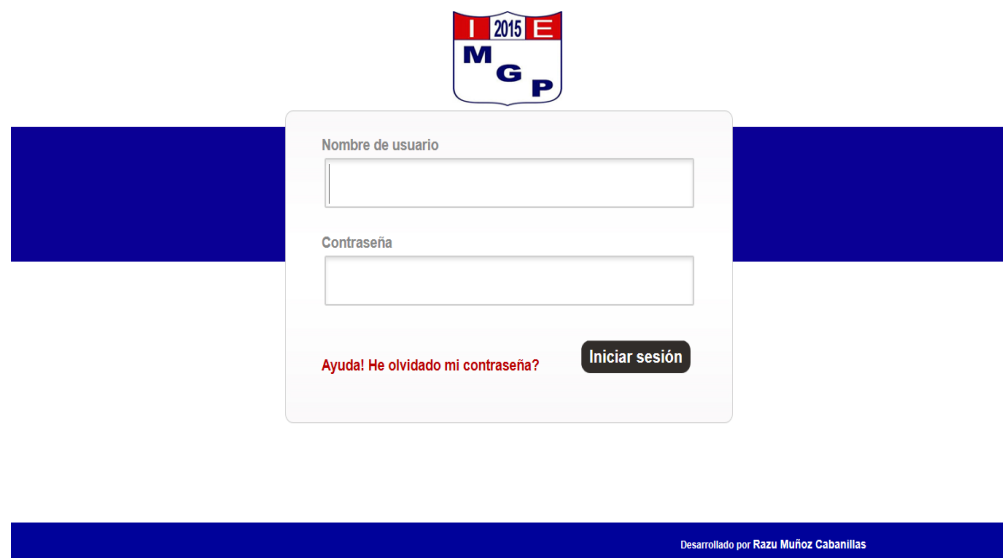 I 2015 E
M
G
P
Nombre de usuario
Contraseña
Ayuda! He olvidado mi contraseña?
Iniciar sesión
Desarrollado por Razu Muñoz Cabanillas